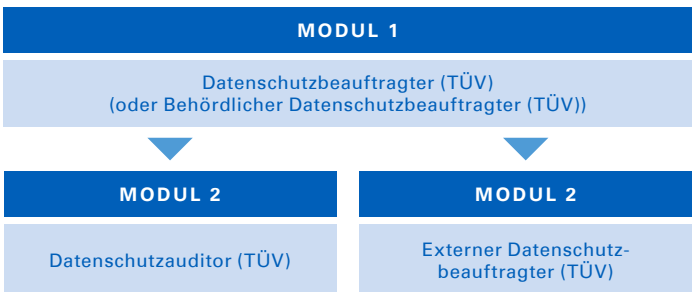 MODUL 1
Datenschutzbeauftragter (TÜV)
(oder Behördlicher Datenschutzbeauftragter (TÜV))
MODUL 2
Datenschutzauditor (TÜV)
MODUL 2
Externer Datenschutz-
beauftragter (TÜV)